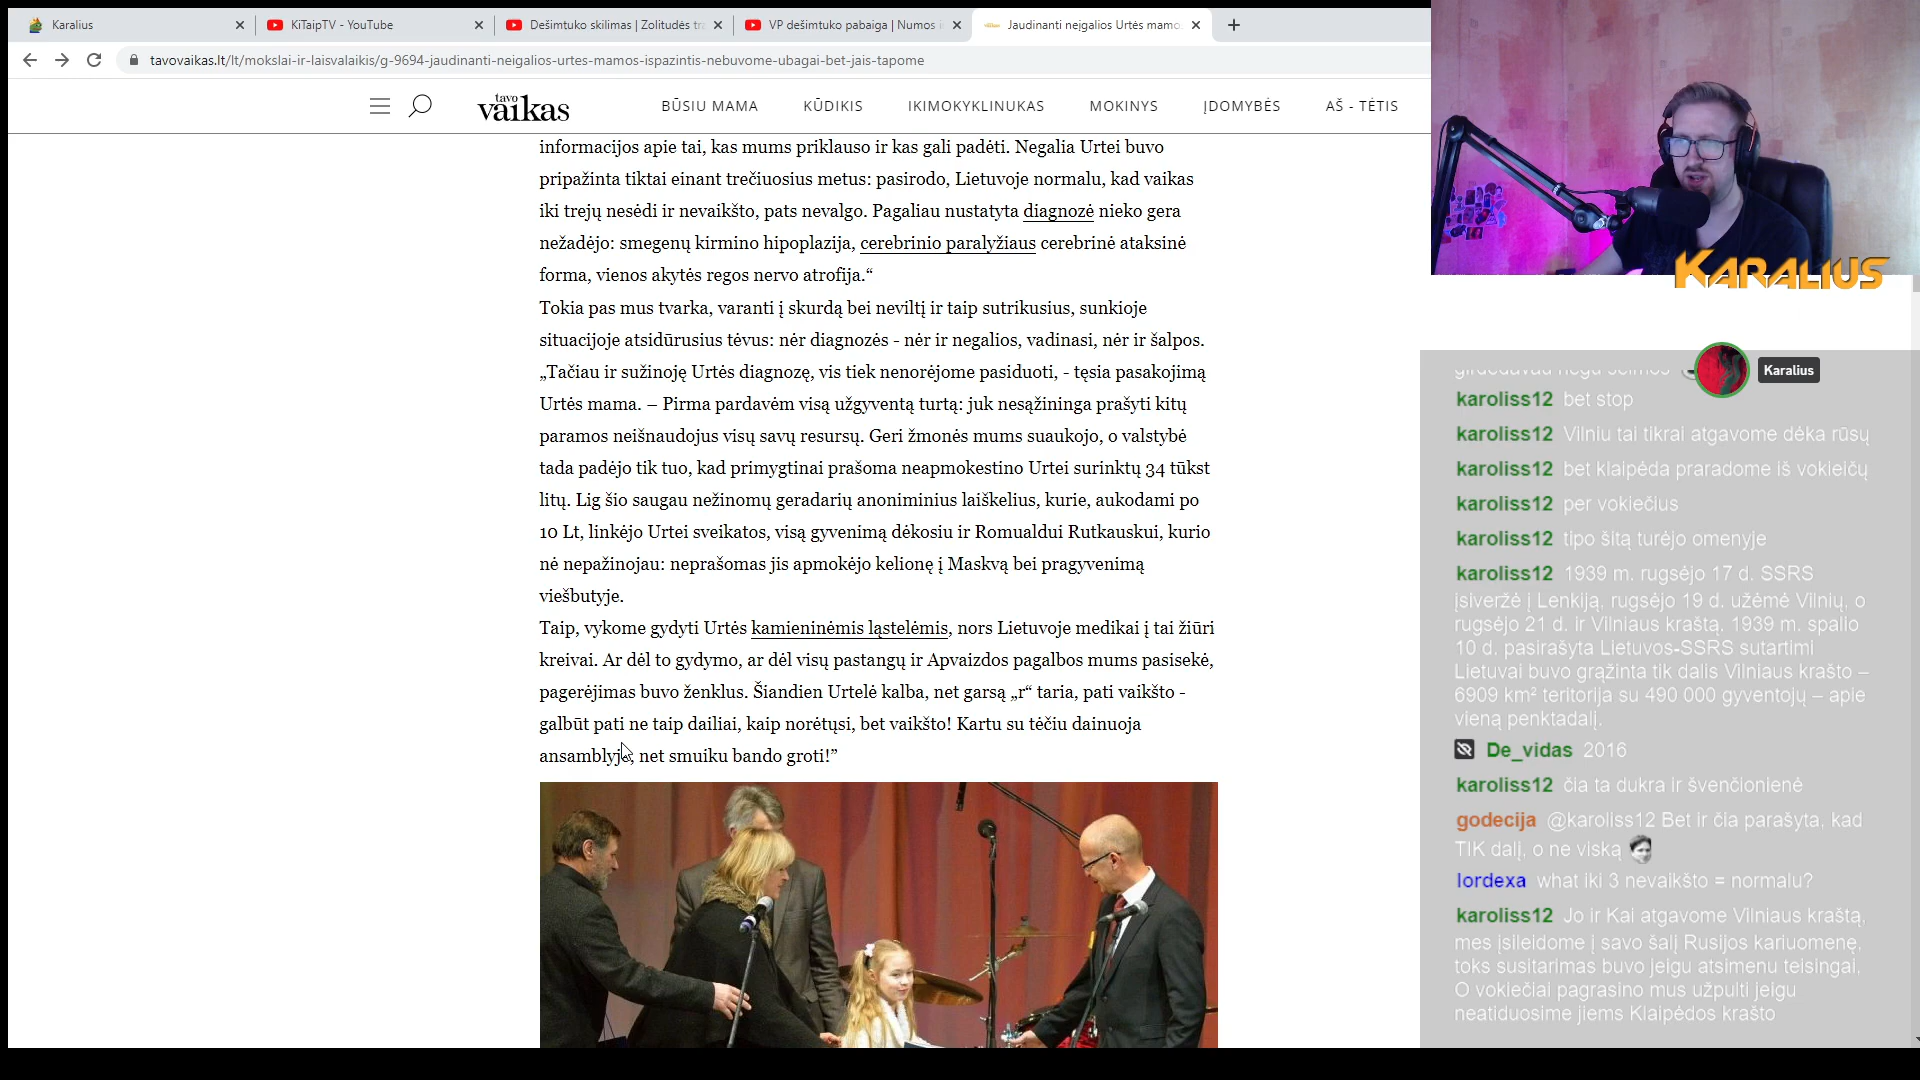 Karalius
KiTaipTV - YouTube
Dešimtuko skilimas | Zolitudės tr
VP dešimtuko pabaiga | Numos i
Jaudinanti neįgalios Urtės mamo
tavovaikas.lt/lt/mokslai-ir-laisvalaikis/g-9694-jaudinanti-neigalios-urtes-mamos-ispazintis-nebuvome-ubagai-bet-jais-tapome
tavo
vaikas
BŪSIU MAMA
KŪDIKIS
IKIMOKYKLINUKAS
MOKINYS
ĮDOMYBĖS
AŠ - TĖTIS
informacijos apie tai, kas mums priklauso ir kas gali padėti. Negalia Urtei buvo
pripažinta tiktai einant trečiuosius metus: pasirodo, Lietuvoje normalu, kad vaikas
iki trejų nesėdi ir nevaikšto, pats nevalgo. Pagaliau nustatyta diagnozė nieko gera
nežadėjo: smegenų kirmino hipoplazija, cerebrinio paralyžiaus cerebrinė ataksinė
forma, vienos akytės regos nervo atrofija.“
Tokia pas mus tvarka, varanti į skurdą bei neviltį ir taip sutrikusius, sunkioje
situacijoje atsidūrusius tėvus: nėr diagnozės - nėr ir negalios, vadinasi, nėr ir šalpos.
„Tačiau ir sužinoję Urtės diagnozę, vis tiek nenorėjome pasiduoti, - tęsia pasakojimą
Urtės mama. – Pirma pardavėm visą užgyventą turtą: juk nesąžininga prašyti kitų
paramos neišnaudojus visų savų resursų. Geri žmonės mums suaukojo, o valstybė
tada padėjo tik tuo, kad primygtinai prašoma neapmokestino Urtei surinktų 34 tūkst
litų. Lig šio saugau nežinomų geradarių anoniminius laiškelius, kurie, aukodami po
10 Lt, linkėjo Urtei sveikatos, visą gyvenimą dėkosiu ir Romualdui Rutkauskui, kurio
nė nepažinojau: neprašomas jis apmokėjo kelionę į Maskvą bei pragyvenimą
viešbutyje.
Taip, vykome gydyti Urtės kamieninėmis ląstelėmis, nors Lietuvoje medikai į tai žiūri
kreivai. Ar dėl to gydymo, ar dėl visų pastangų ir Apvaizdos pagalbos mums pasisekė,
pagerėjimas buvo ženklus. Šiandien Urtelė kalba, net garsą „r“ taria, pati vaikšto -
galbūt pati ne taip dailiai, kaip norėtųsi, bet vaikšto! Kartu su tėčiu dainuoja
ansamblyje, net smuiku bando groti!”
KARALIUS
Karalius
karoliss12 bet stop
karoliss12 Vilniu tai tikrai atgavome dėka rūsų
karoliss12 bet klaipėda praradome iš vokieičų
karoliss12 per vokiečius
karoliss12 tipo šitą turėjo omenyje
karoliss12 1939 m. rugsėjo 17 d. SSRS
įsiveržė į Lenkiją, rugsėjo 19 d. užėmė Vilnių, o
rugsėjo 21 d. ir Vilniaus kraštą. 1939 m. spalio
10 d. pasirašyta Lietuvos-SSRS sutartimi
Lietuvai buvo grąžinta tik dalis Vilniaus krašto –
6909 km² teritorija su 490 000 gyventojų – apie
vieną penktadalį.
De_vidas 2016
karoliss12 čia ta dukra ir švenčionienė
godecija @karoliss12 Bet ir čia parašyta, kad
TIK dalį, o ne viską
lordexa what iki 3 nevaikšto = normalu?
karoliss12 Jo ir Kai atgavome Vilniaus kraštą,
mes įsileidome į savo šalį Rusijos kariuomenę,
toks susitarimas buvo jeigu atsimenu teisingai,
O vokiečiai pagrasino mus užpulti jeigu
neatiduosime jiems Klaipėdos krašto